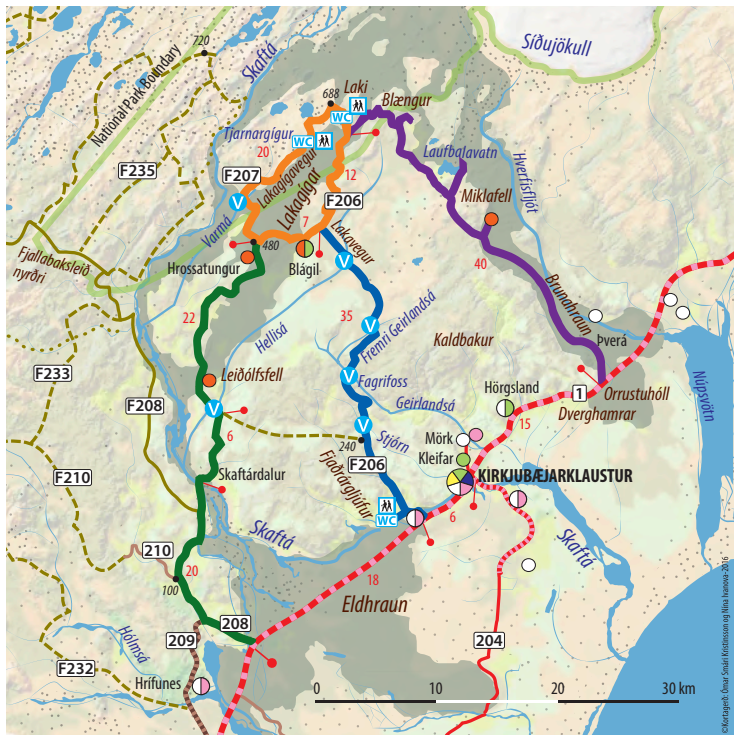 Síðujökull
720
National Park Boundary
Skaftá
688
Laki
Blængur
WC
Tjarnargígur
WC
20
Laufbalavatn
Hverfisfljót
F235
F207
Lakagígavegur
12
Lakagígar
F206
Miklafell
V
Varmá
7
Lakavegur
480
40
Fjallabaksleið
nyrðri
Hrossatungur
Blágil
V
Brunahraun
22
35
Hellisá
V
Fremri Geirlandsá
Kaldbakur
Þverá
F233
Leiðólfsfell
V
Fagrifoss
Núpsvötn
F208
V
Geirlandsá
Hörgsland
1
Orrustuhóll
Dverghamrar
15
6
V
Stjórn
Mörk
240
Kleifar
F210
F206
Skaftárdalur
Fjaðrárgljúfur
KIRKJUBÆJARKLAUSTUR
WC
6
Skaftá
Skaftá
210
20
18
100
Eldhraun
208
209
204
Hólmsá
F232
Hrífunes
0
10
20
30 km
©Kortagerð: Ómar Smári Kristinsson og Nina Ivanova - 2016